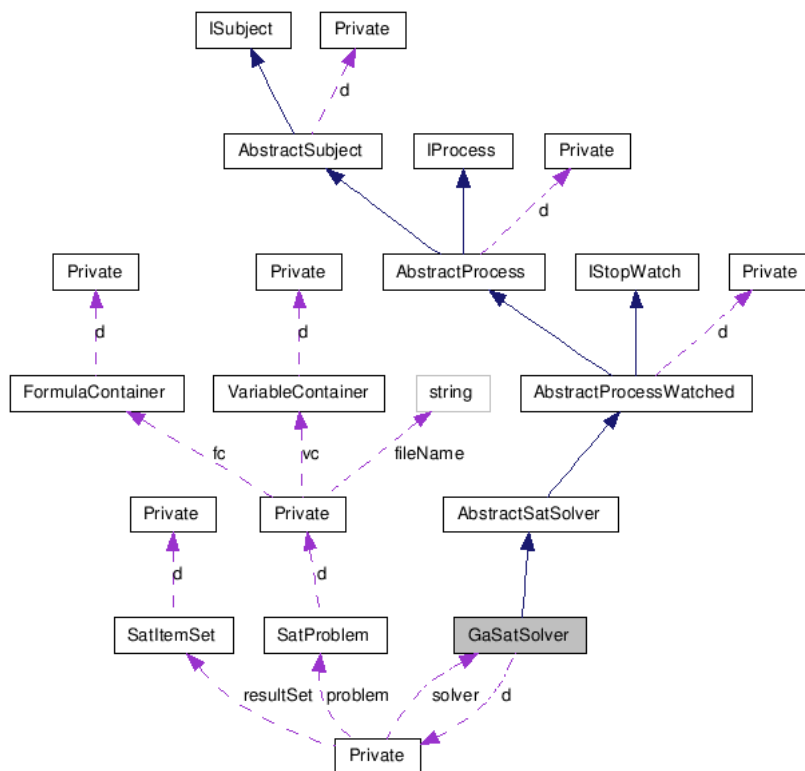 ISubject
Private
d
AbstractSubject
IProcess
Private
d
Private
Private
AbstractProcess
IStopWatch
Private
d
d
d
FormulaContainer
VariableContainer
string
AbstractProcessWatched
fc
vc
fileName
Private
Private
AbstractSatSolver
d
d
SatItemSet
SatProblem
GaSatSolver
resultSet
problem
solver
d
Private